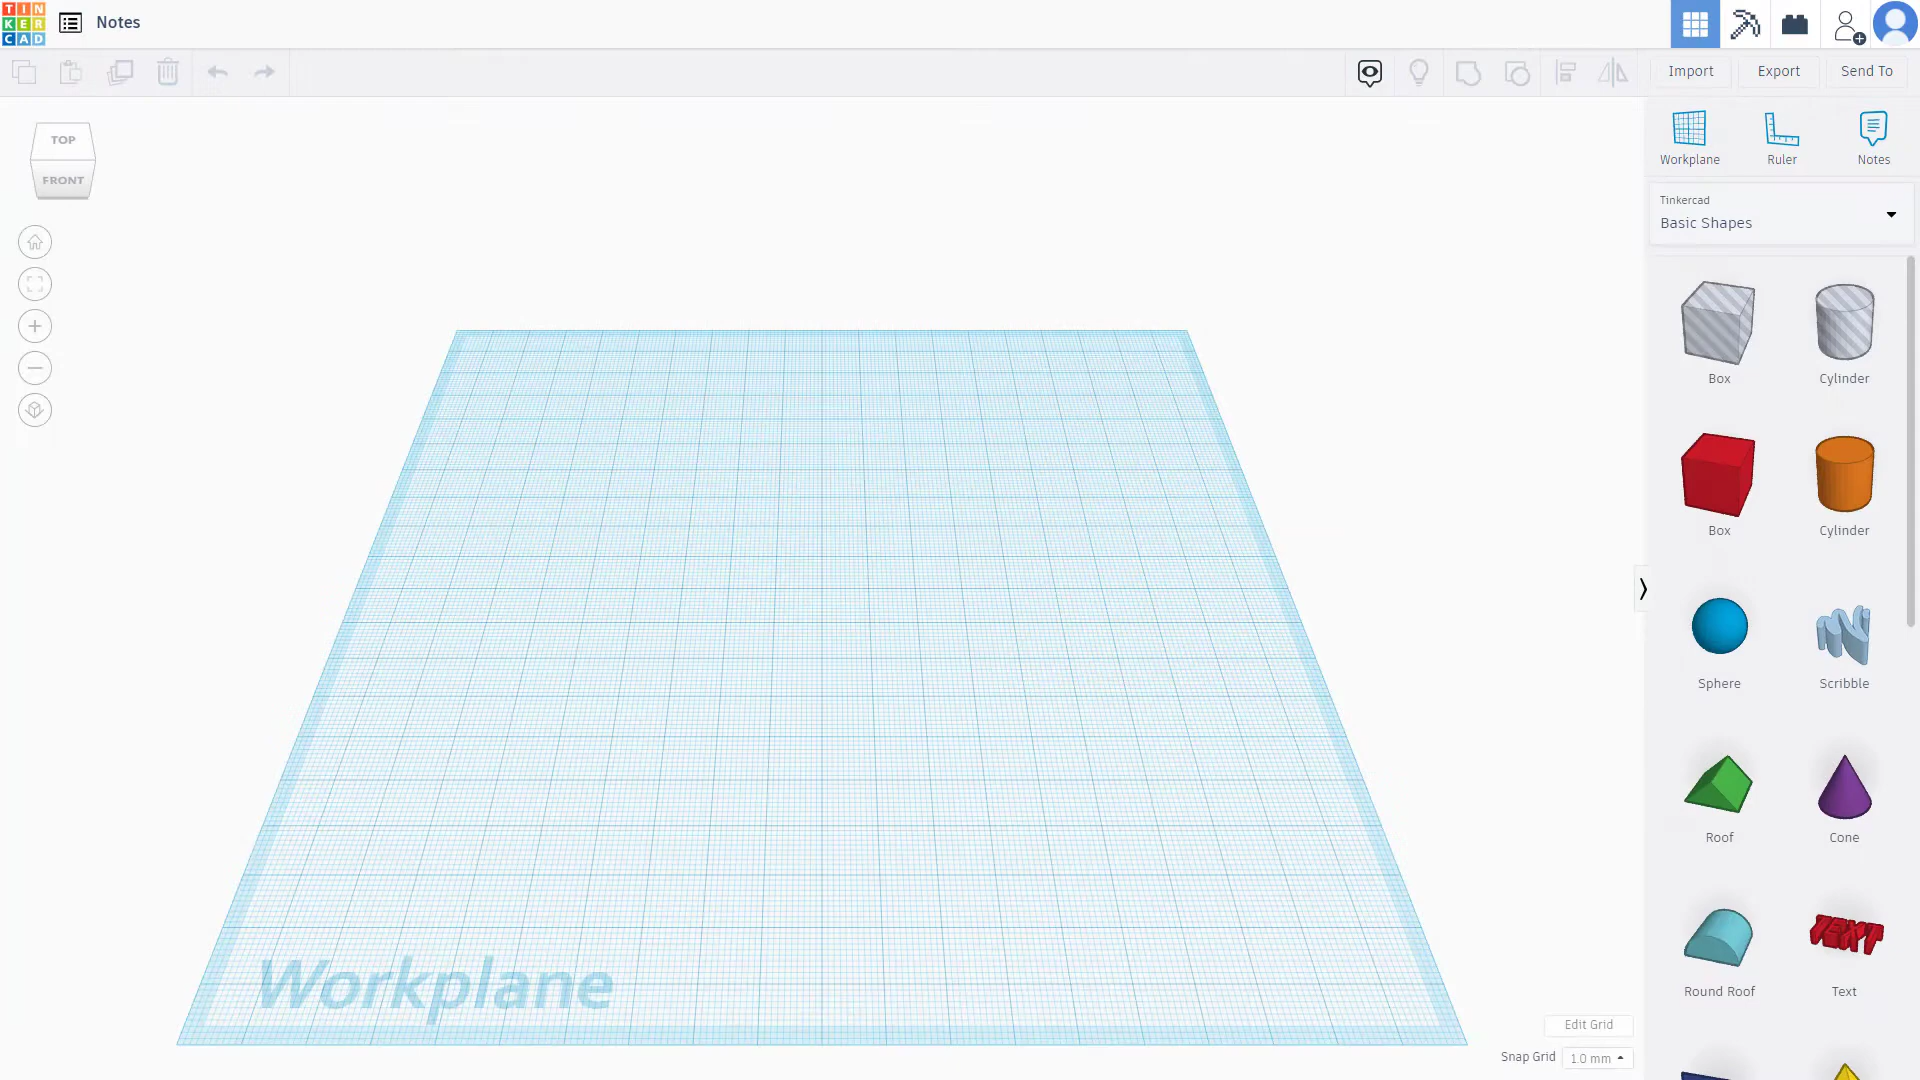 TIN
KER
CAD
Notes
Import
Export
Send To
TOP
FRONT
Workplane
Ruler
Notes
Tinkercad
Basic Shapes
Box
Cylinder
Box
Cylinder
Sphere
Scribble
Roof
Cone
Round Roof
TEXT
Text
Workplane
Edit Grid
Snap Grid
1.0 mm